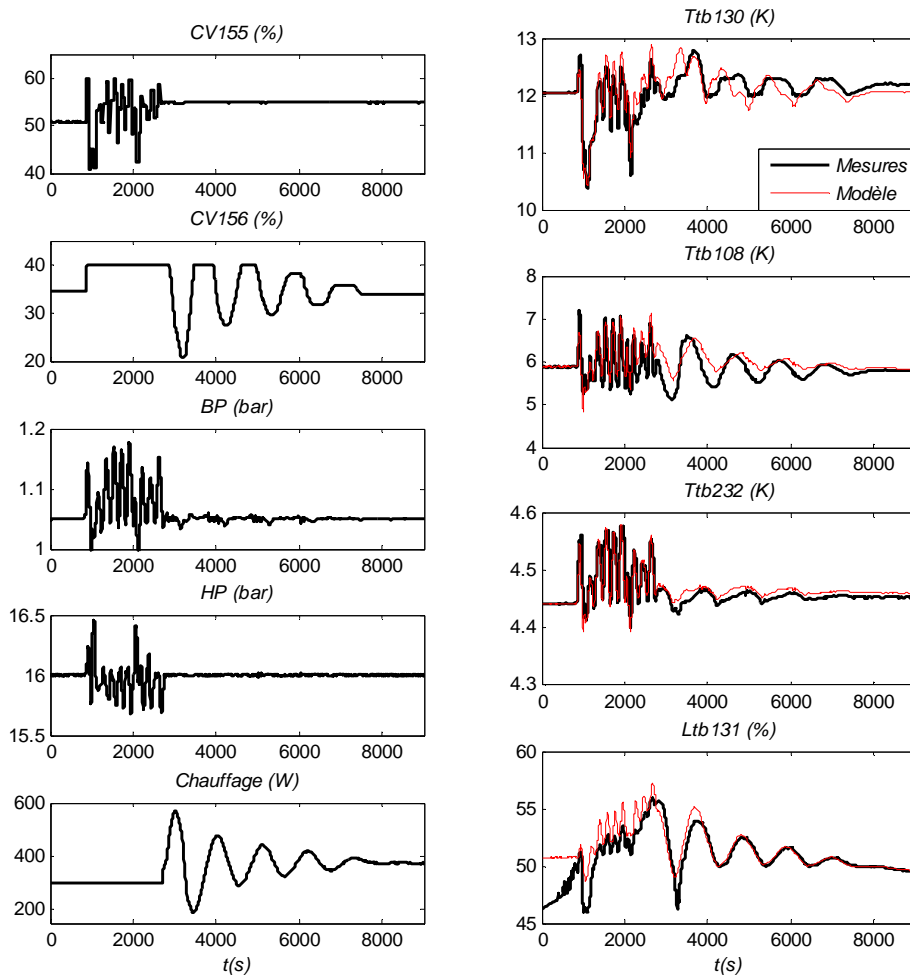 CV155 (%)
60
50
40
0 2000 4000 6000 8000
CV156 (%)
40
30
20
0 2000 4000 6000 8000
BP (bar)
1.2
1.1
1
0 2000 4000 6000 8000
HP (bar)
16.5
16
15.5
0 2000 4000 6000 8000
Chauffage (W)
600
400
200
0 2000 4000 6000 8000
t(s)
Ttb130 (K)
13
12
11
10
Mesures
Modèle
0 2000 4000 6000 8000
Ttb108 (K)
8
7
6
5
4
0 2000 4000 6000 8000
Ttb232 (K)
4.6
4.5
4.4
4.3
0 2000 4000 6000 8000
Ltb131 (%)
60
55
50
45
0 2000 4000 6000 8000
t(s)